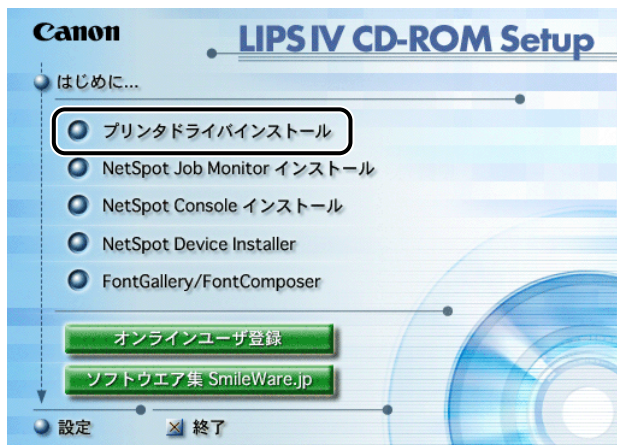 Canon
LIPS IV CD-ROM Setup
はじめに...
プリンタドライバインストール
NetSpot Job Monitor インストール
NetSpot Console インストール
NetSpot Device Installer
FontGallery/FontComposer
オンラインユーザ登録
ソフトウエア集 SmileWare.jp
設定
終了